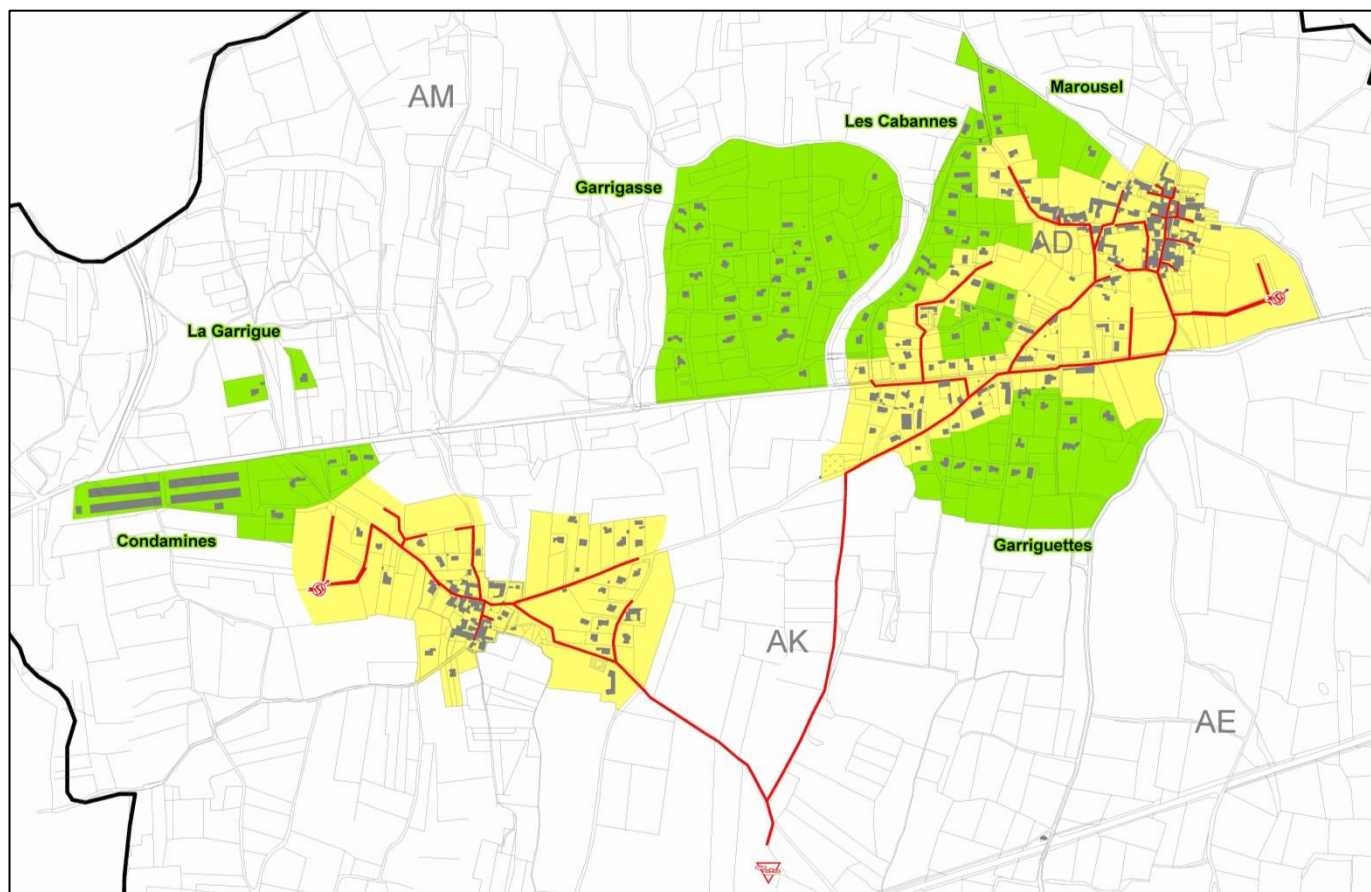 Marousel
AM
Les Cabannes
Garrigasse
AD
La Garrigue
Condamines
Garriguettes
AK
AE